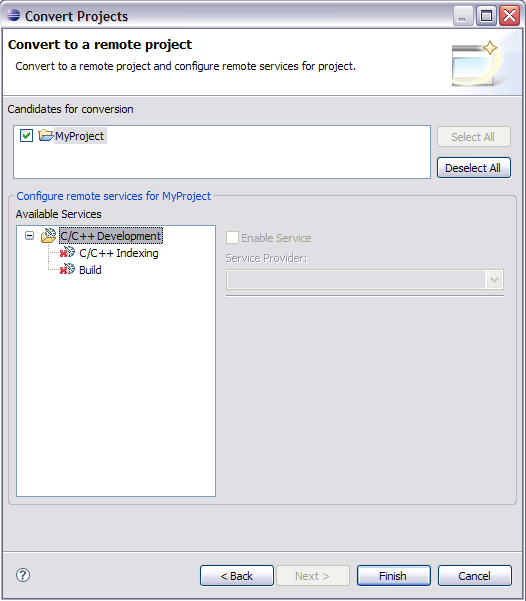 Convert Projects
Convert to a remote project
Convert to a remote project and configure remote services for project.
Candidates for conversion
MyProject
Select All
Deselect All
Configure remote services for MyProject
Available Services
C/C++ Development
C/C++ Indexing
Build
Enable Service
Service Provider:
?
< Back
Next >
Finish
Cancel